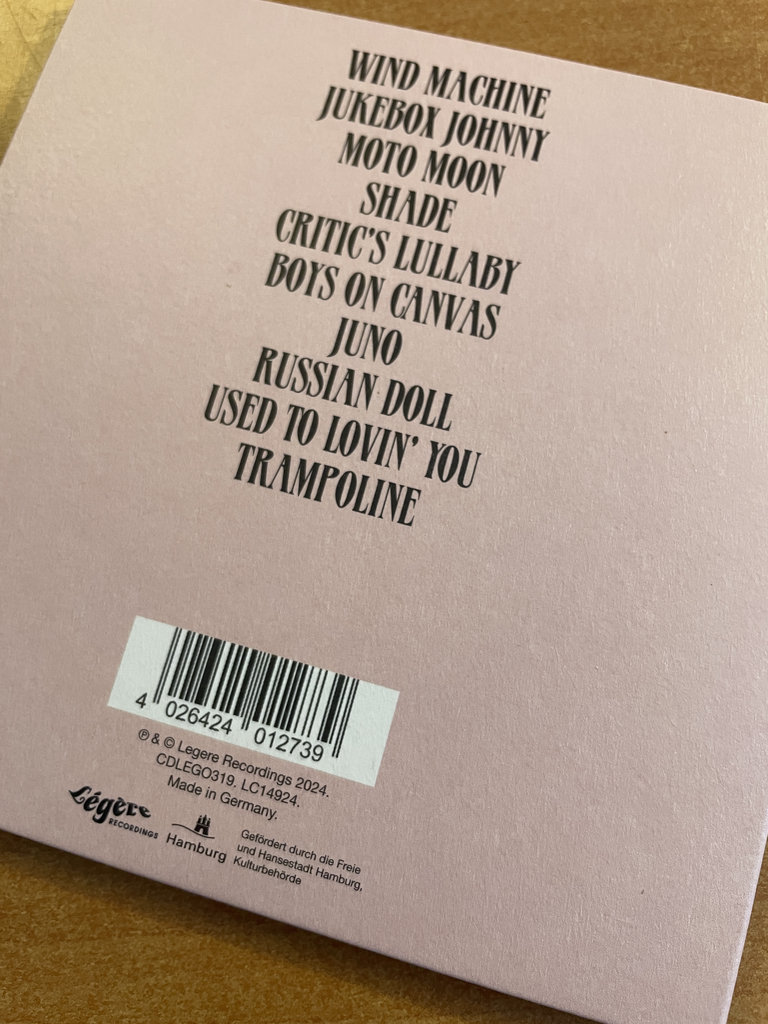 WIND MACHINE
JUKEBOX JOHNNY
MOTO MOON
SHADE
CRITIC'S LULLABY
BOYS ON CANVAS
JUNO
RUSSIAN DOLL
USED TO LOVIN' YOU
TRAMPOLINE
4 026424 012739
℗ & © Legere Recordings 2024.
CDLEGO319. LC14924.
Made in Germany.
Légère
RECORDINGS
Hamburg
Gefördert durch die Freie
und Hansestadt Hamburg,
Kulturbehörde